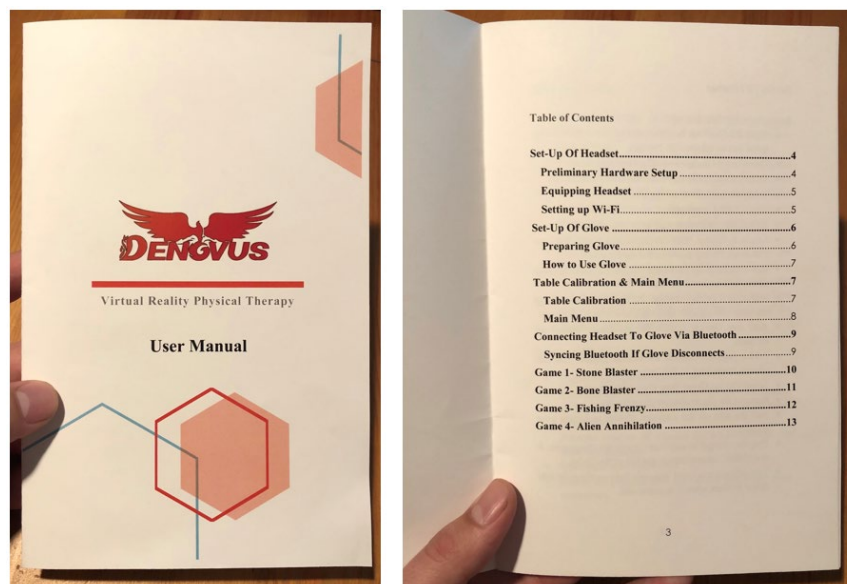 DENGVUS
Virtual Reality Physical Therapy
User Manual
Table of Contents
Set-Up Of Headset..........4
Preliminary Hardware Setup..........4
Equipping Headset..........5
Setting up Wi-Fi..........5
Set-Up Of Glove..........6
Preparing Glove..........6
How to Use Glove..........7
Table Calibration & Main Menu..........7
Table Calibration..........7
Main Menu..........8
Connecting Headset To Glove Via Bluetooth..........9
Syncing Bluetooth If Glove Disconnects..........9
Game 1- Stone Blaster..........10
Game 2- Bone Blaster..........11
Game 3- Fishing Frenzy..........12
Game 4- Alien Annihilation..........13
3